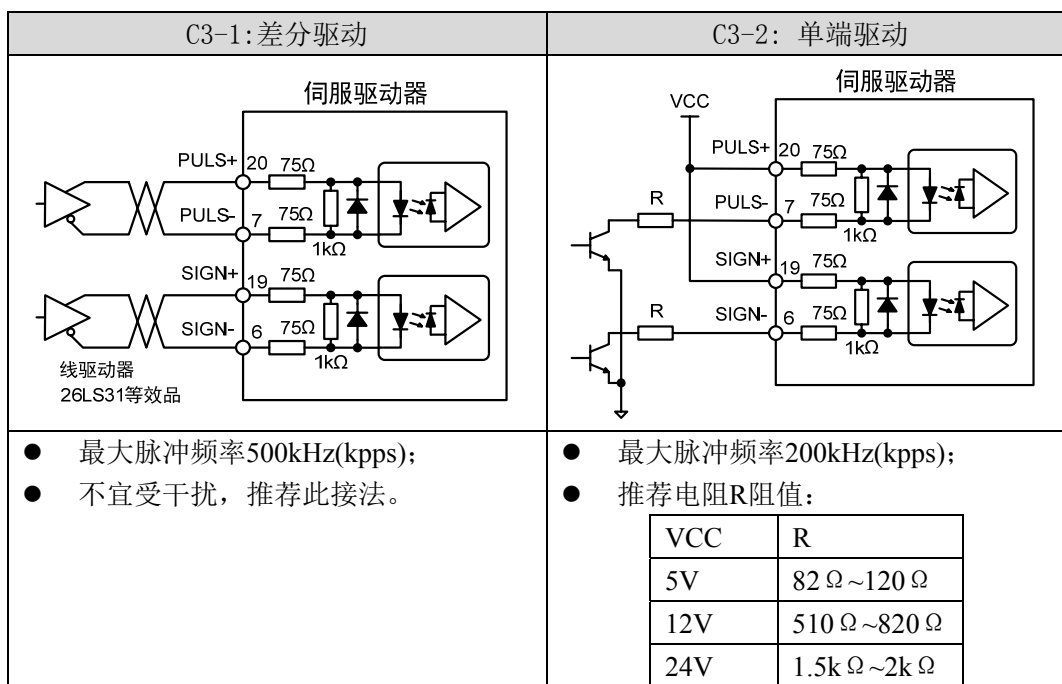 C3-1:差分驱动
伺服驱动器
PULS+ 20 75Ω
PULS- 7 75Ω
1kΩ
SIGN+ 19 75Ω
SIGN- 6 75Ω
1kΩ
线驱动器
26LS31等效品
● 最大脉冲频率500kHz(kpps);
● 不宜受干扰，推荐此接法。
C3-2: 单端驱动
伺服驱动器
VCC
PULS+ 20 75Ω
R PULS- 7 75Ω
1kΩ
SIGN+ 19 75Ω
R SIGN- 6 75Ω
1kΩ
● 最大脉冲频率200kHz(kpps);
● 推荐电阻R阻值:
VCC R
5V 82Ω~120Ω
12V 510Ω~820Ω
24V 1.5kΩ~2kΩ